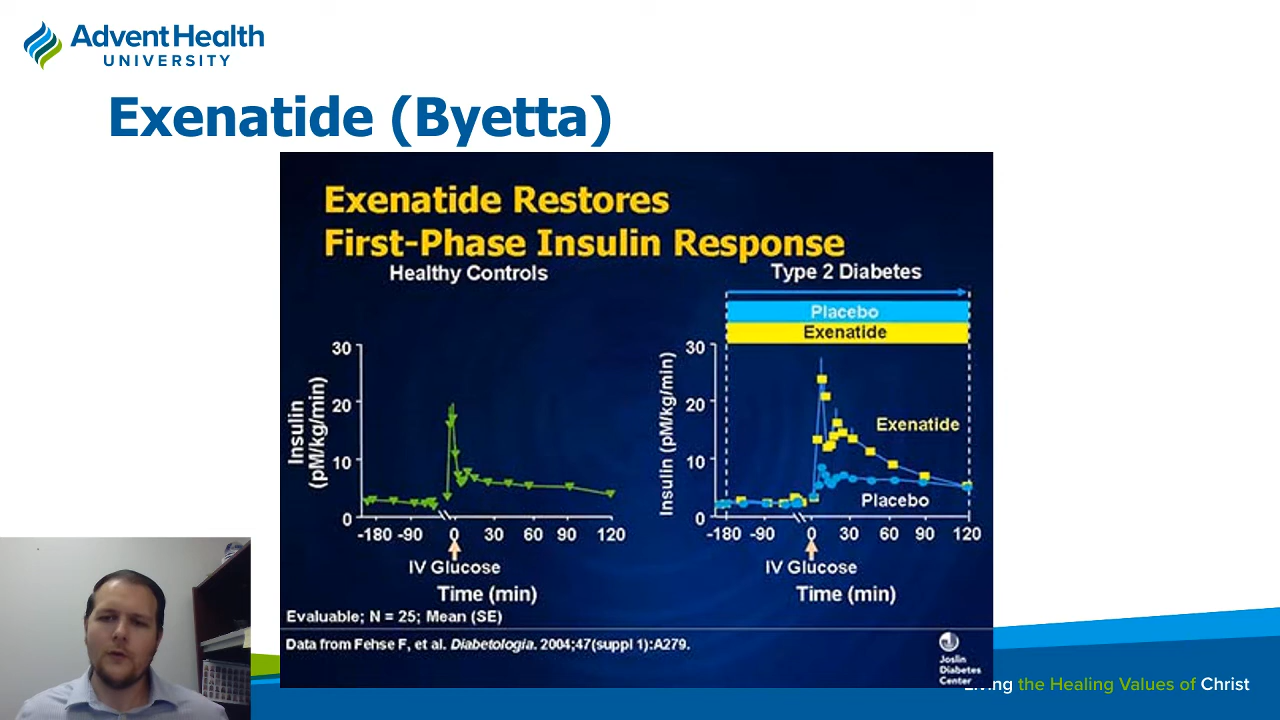 AdventHealth
UNIVERSITY
Exenatide (Byetta)
Exenatide Restores
First-Phase Insulin Response
Healthy Controls
Type 2 Diabetes
Placebo
Exenatide
30
20
10
0
Insulin
(pM/kg/min)
-180 -90 0 30 60 90 120
IV Glucose
Time (min)
30
20
10
0
Insulin (pM/kg/min)
Exenatide
Placebo
-180 -90 0 30 60 90 120
IV Glucose
Time (min)
Evaluable; N = 25; Mean (SE)
Data from Fehse F, et al. Diabetologia. 2004;47(suppl 1):A279.
Joslin
Diabetes
Center
Living the Healing Values of Christ